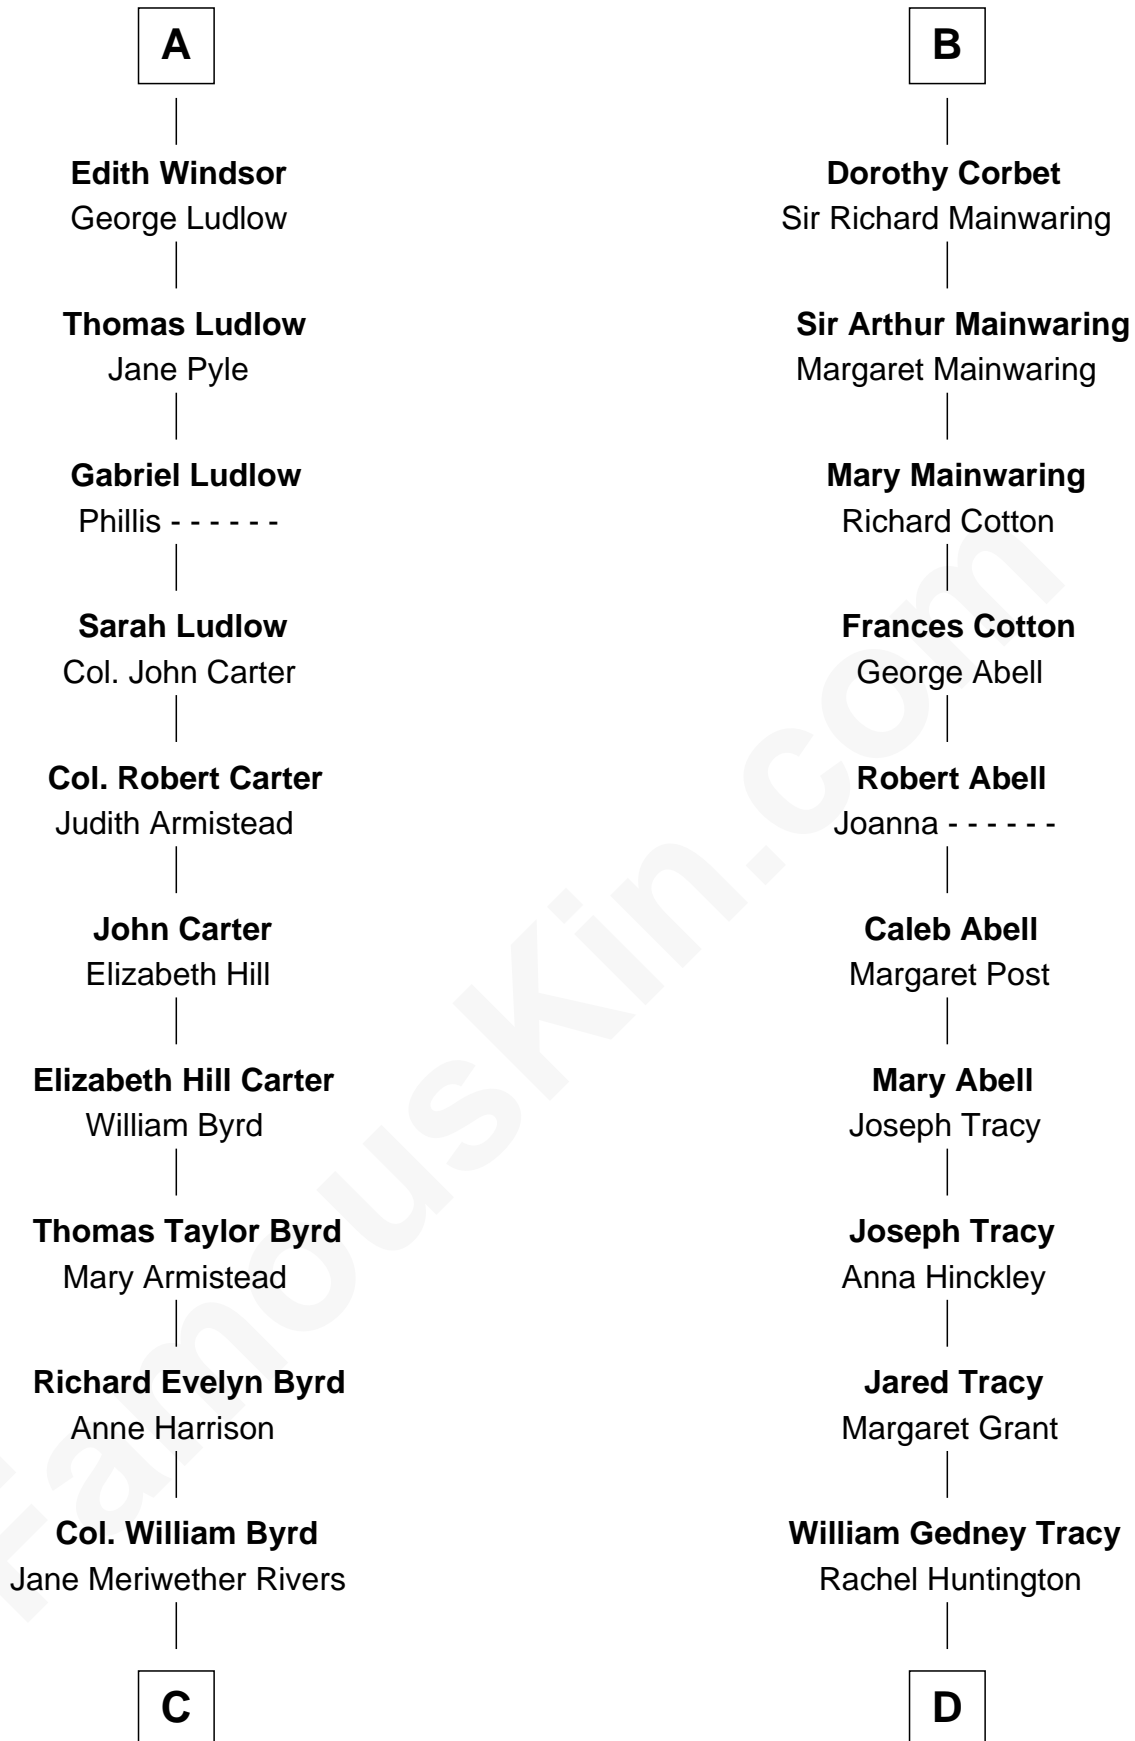 A
Edith Windsor
George Ludlow
Thomas Ludlow
Jane Pyle
Gabriel Ludlow
Phillis - - - - - -
Sarah Ludlow
Col. John Carter
Col. Robert Carter
Judith Armistead
John Carter
Elizabeth Hill
Elizabeth Hill Carter
William Byrd
Thomas Taylor Byrd
Mary Armistead
Richard Evelyn Byrd
Anne Harrison
Col. William Byrd
Jane Meriwether Rivers
C
B
Dorothy Corbet
Sir Richard Mainwaring
Sir Arthur Mainwaring
Margaret Mainwaring
Mary Mainwaring
Richard Cotton
Frances Cotton
George Abell
Robert Abell
Joanna - - - - - -
Caleb Abell
Margaret Post
Mary Abell
Joseph Tracy
Joseph Tracy
Anna Hinckley
Jared Tracy
Margaret Grant
William Gedney Tracy
Rachel Huntington
D
FamousKin.com